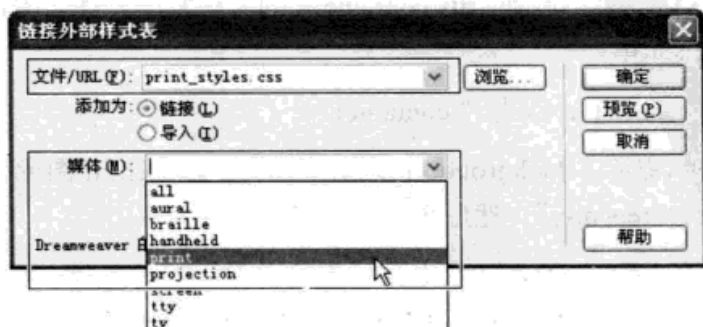 链接外部样式表
文件/URL(F): print_styles.css 浏览... 确定
添加为: 链接(L) 预览(P)
导入(I) 取消
媒体(M):
all
aural
braille
Dreamweaver handheld 帮助
print
projection
screen
tty
tv